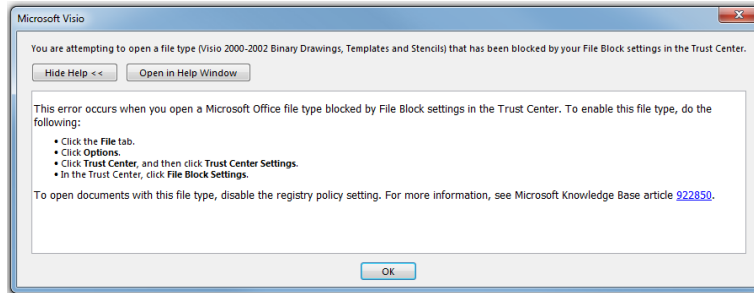 Microsoft Visio
You are attempting to open a file type (Visio 2000-2002 Binary Drawings, Templates and Stencils) that has been blocked by your File Block settings in the Trust Center.
Hide Help << Open in Help Window
This error occurs when you open a Microsoft Office file type blocked by File Block settings in the Trust Center. To enable this file type, do the
following:
• Click the File tab.
• Click Options.
• Click Trust Center, and then click Trust Center Settings.
• In the Trust Center, click File Block Settings.
To open documents with this file type, disable the registry policy setting. For more information, see Microsoft Knowledge Base article 922850.
OK